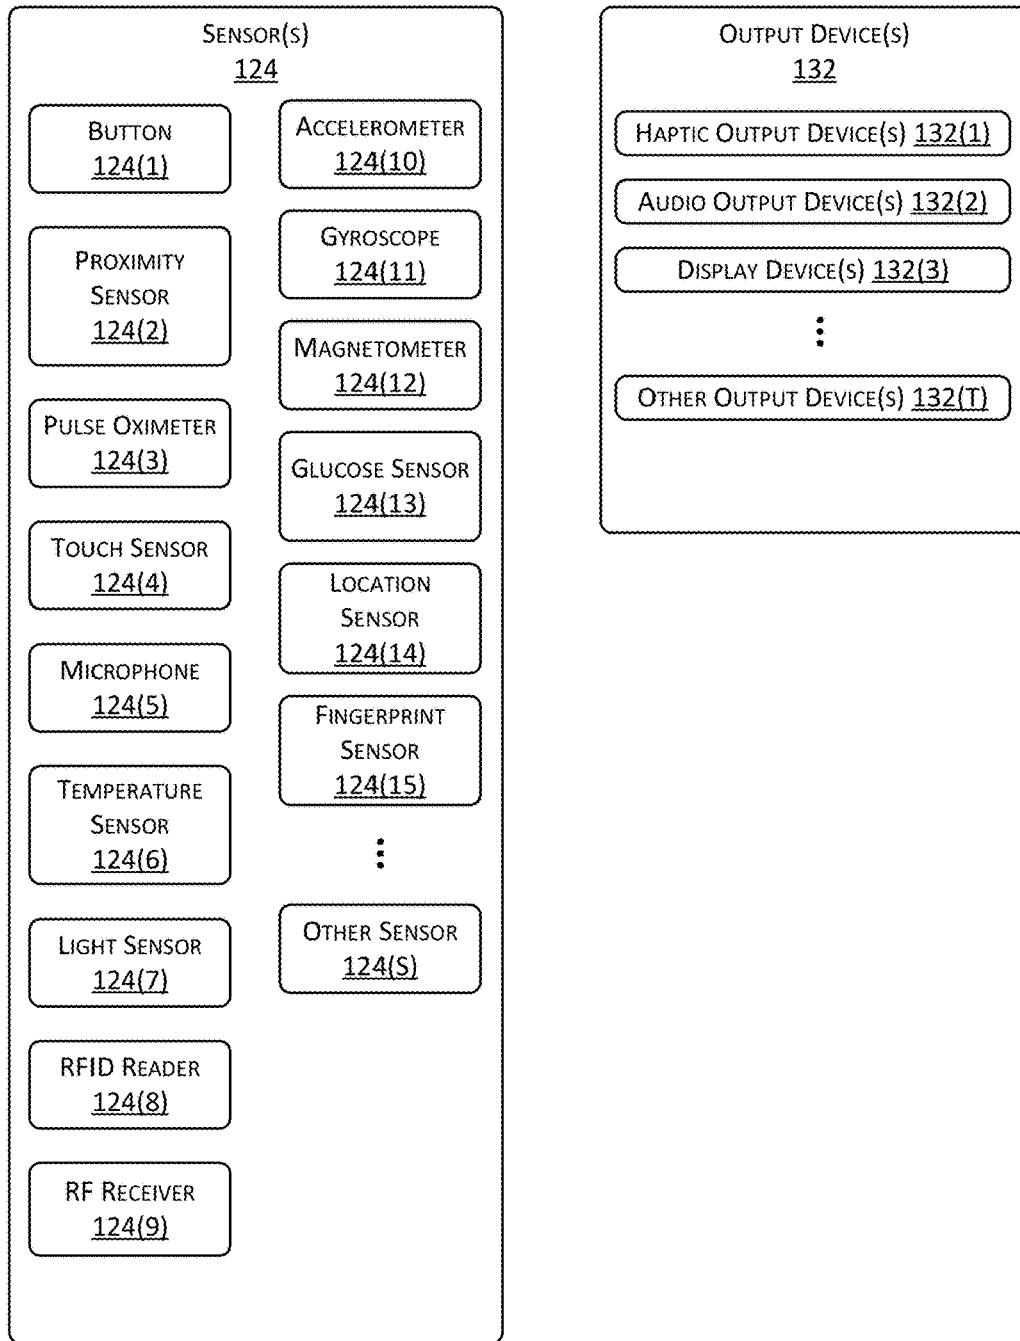 SENSOR(S)
124
BUTTON
124(1)
PROXIMITY
SENSOR
124(2)
PULSE OXIMETER
124(3)
TOUCH SENSOR
124(4)
MICROPHONE
124(5)
TEMPERATURE
SENSOR
124(6)
LIGHT SENSOR
124(7)
RFID READER
124(8)
RF RECEIVER
124(9)
ACCELEROMETER
124(10)
GYROSCOPE
124(11)
MAGNETOMETER
124(12)
GLUCOSE SENSOR
124(13)
LOCATION
SENSOR
124(14)
FINGERPRINT
SENSOR
124(15)
OTHER SENSOR
124(S)
OUTPUT DEVICE(S)
132
HAPTIC OUTPUT DEVICE(S) 132(1)
AUDIO OUTPUT DEVICE(S) 132(2)
DISPLAY DEVICE(S) 132(3)
OTHER OUTPUT DEVICE(S) 132(T)